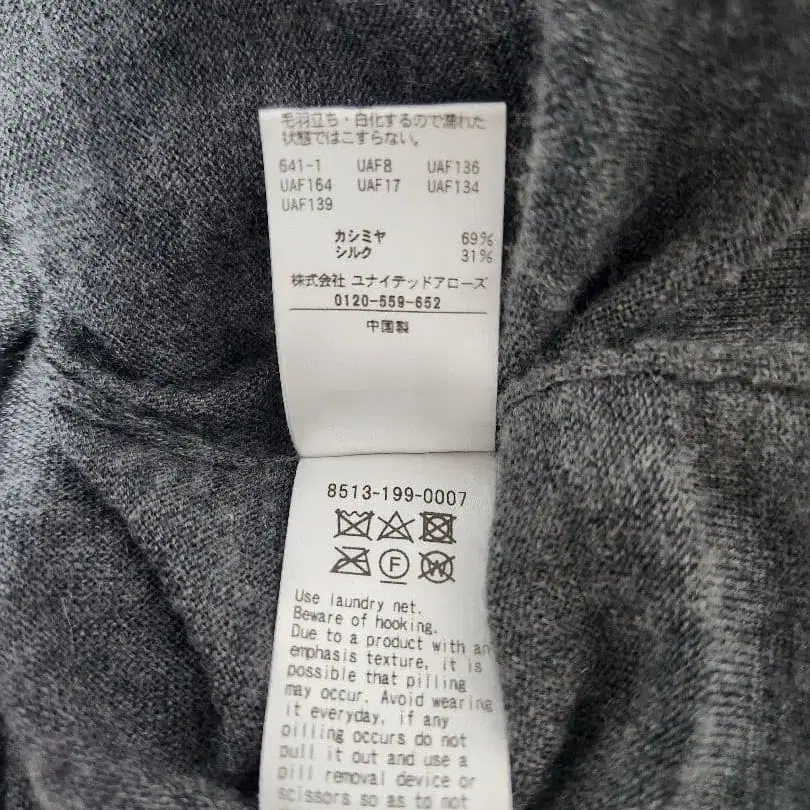 毛羽立ち・白化するので濡れた
状態ではこすらない。
641-1 UAF8 UAF136
UAF164 UAF17 UAF134
UAF139
カシミヤ 69%
シルク 31%
株式会社 ユナイテッドアローズ
0120-559-652
中国製
8513-199-0007
F W
Use laundry net.
Beware of hooking.
Due to a product with an
emphasis texture, it is
possible that pilling
may occur. Avoid wearing
it everyday, if any
pilling occurs do not
pull it out and use a
pill removal device or
scissors so as to not